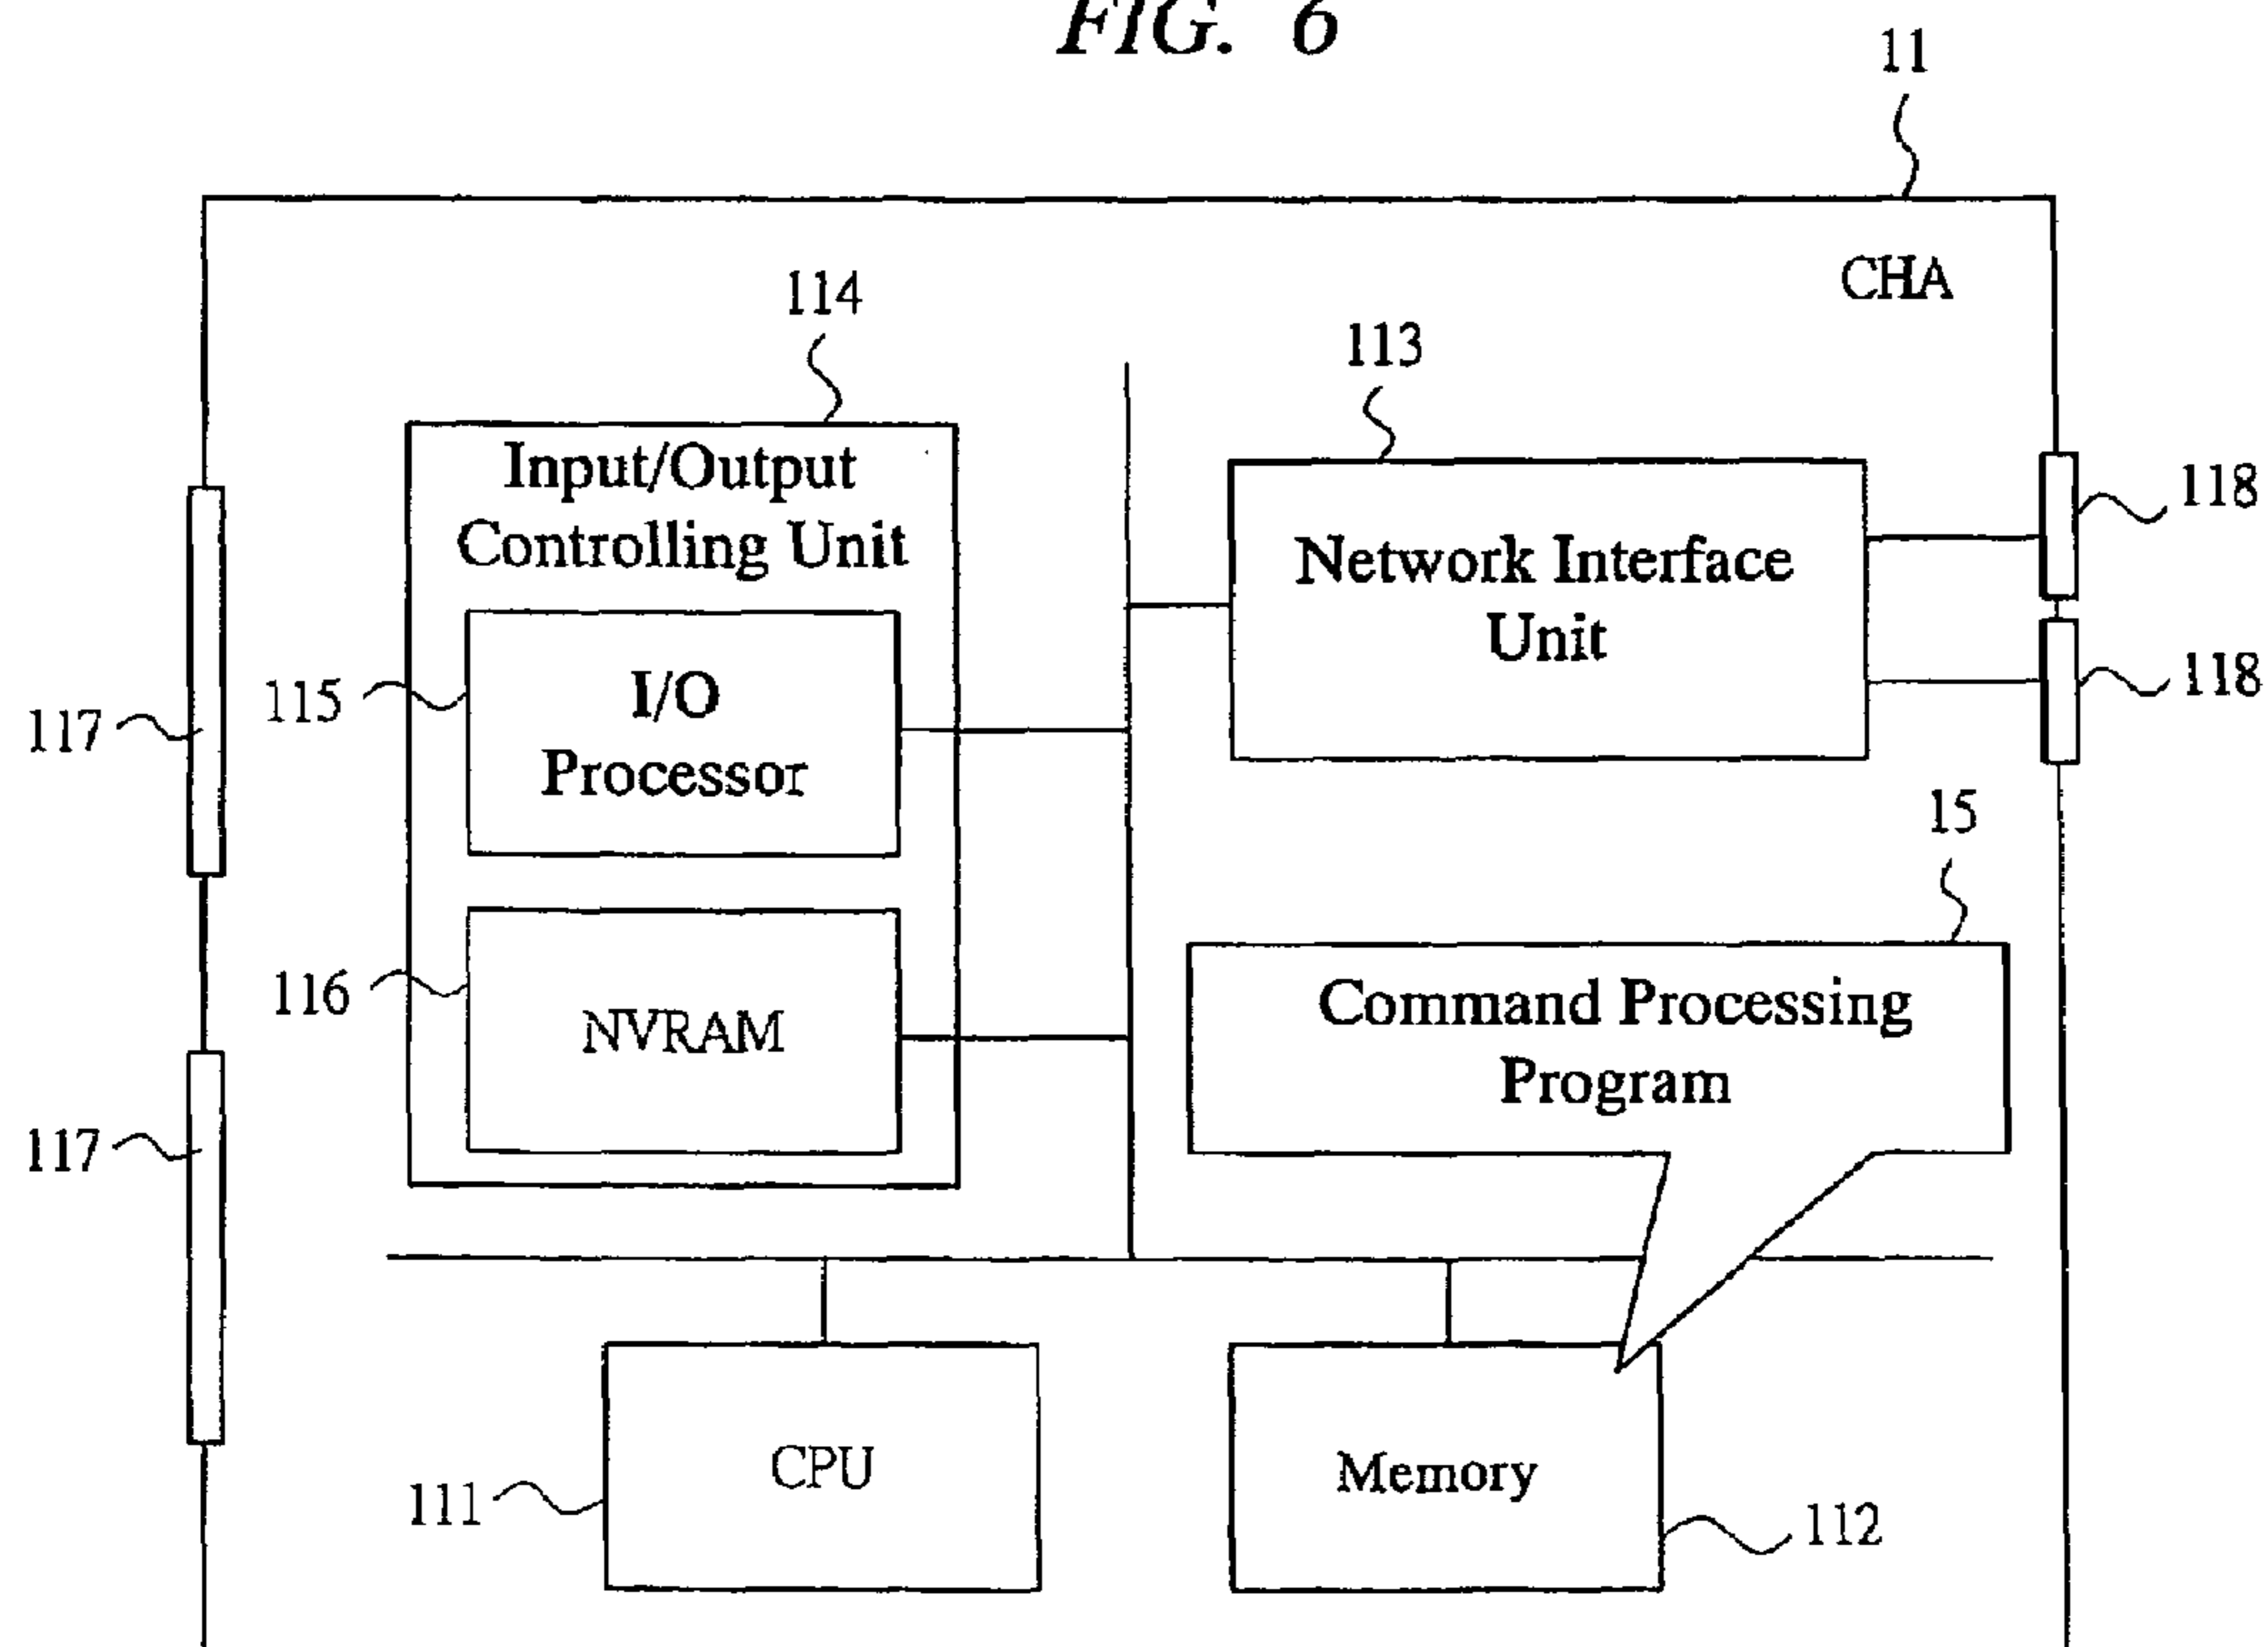 FIG. 6
11
CHA
114
113
Input/Output
Controlling Unit
118
Network Interface
Unit
115
I/O
Processor
118
117
15
116
NVRAM
Command Processing
Program
117
111
CPU
Memory
112